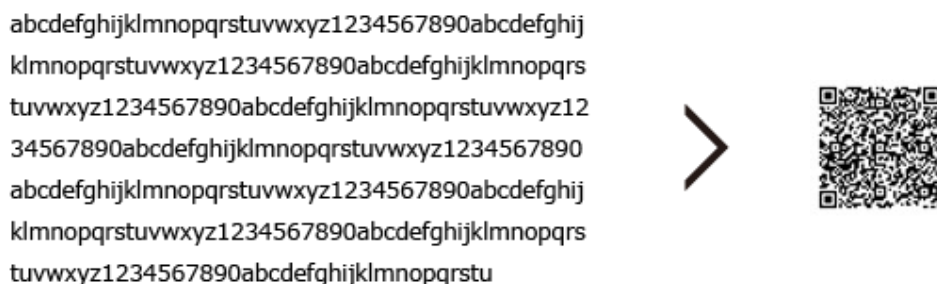 abcdefghijklmnopqrstuvwxyz1234567890abcdefghij
klmnopqrstuvwxyz1234567890abcdefghijklmnopqrs
tuvwxyz1234567890abcdefghijklmnopqrstuvwxyz12
34567890abcdefghijklmnopqrstuvwxyz1234567890
abcdefghijklmnopqrstuvwxyz1234567890abcdefghij
klmnopqrstuvwxyz1234567890abcdefghijklmnopqrs
tuvwxyz1234567890abcdefghijklmnopqrstu